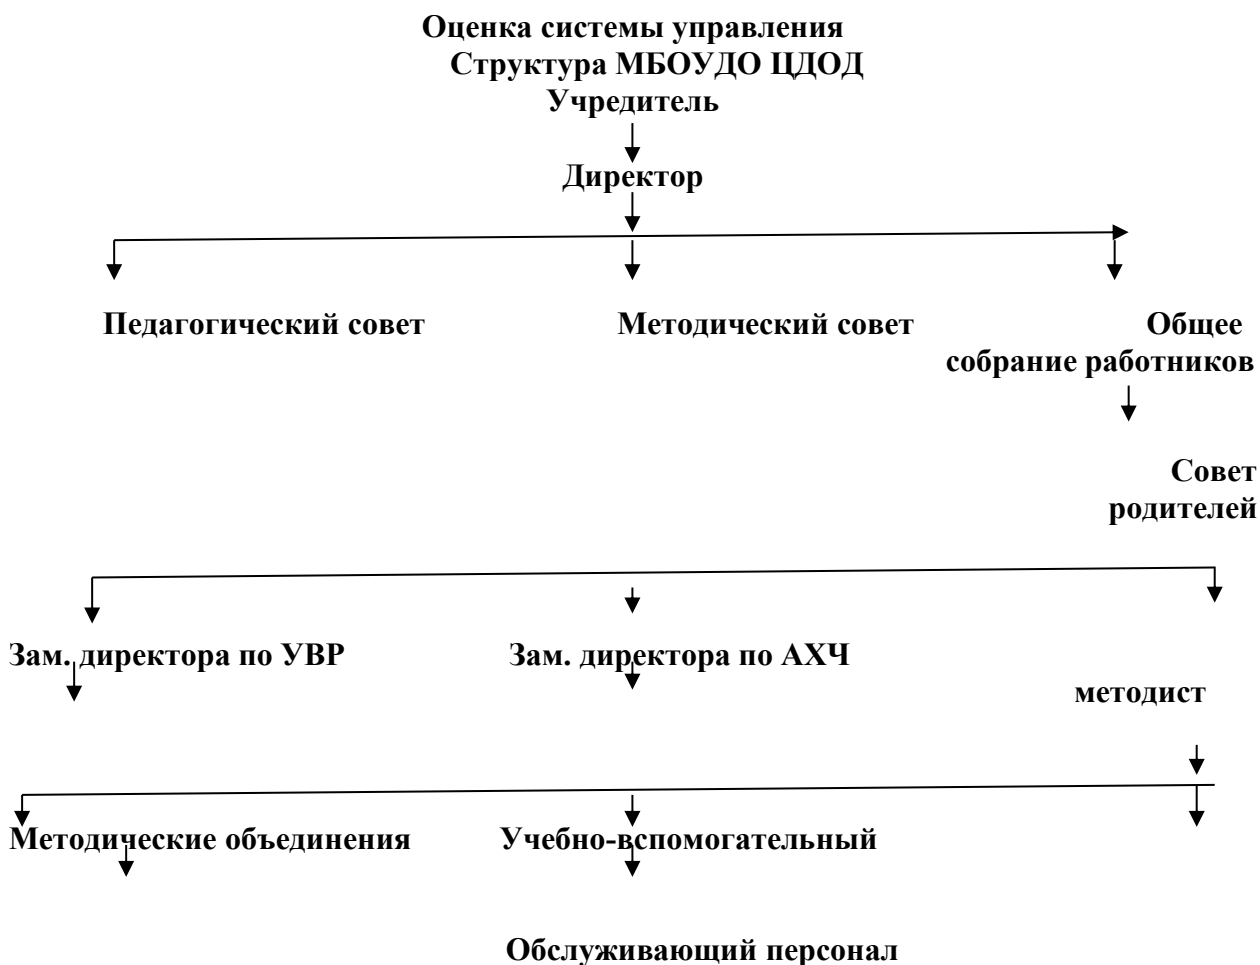 Оценка системы управления
Структура МБОУДО ЦДОД
Учредитель
Директор
Педагогический совет Методический совет Общее
собрание работников
Совет
родителей
Зам. директора по УВР Зам. директора по АХЧ
методист
Методические объединения Учебно-вспомогательный
Обслуживающий персонал